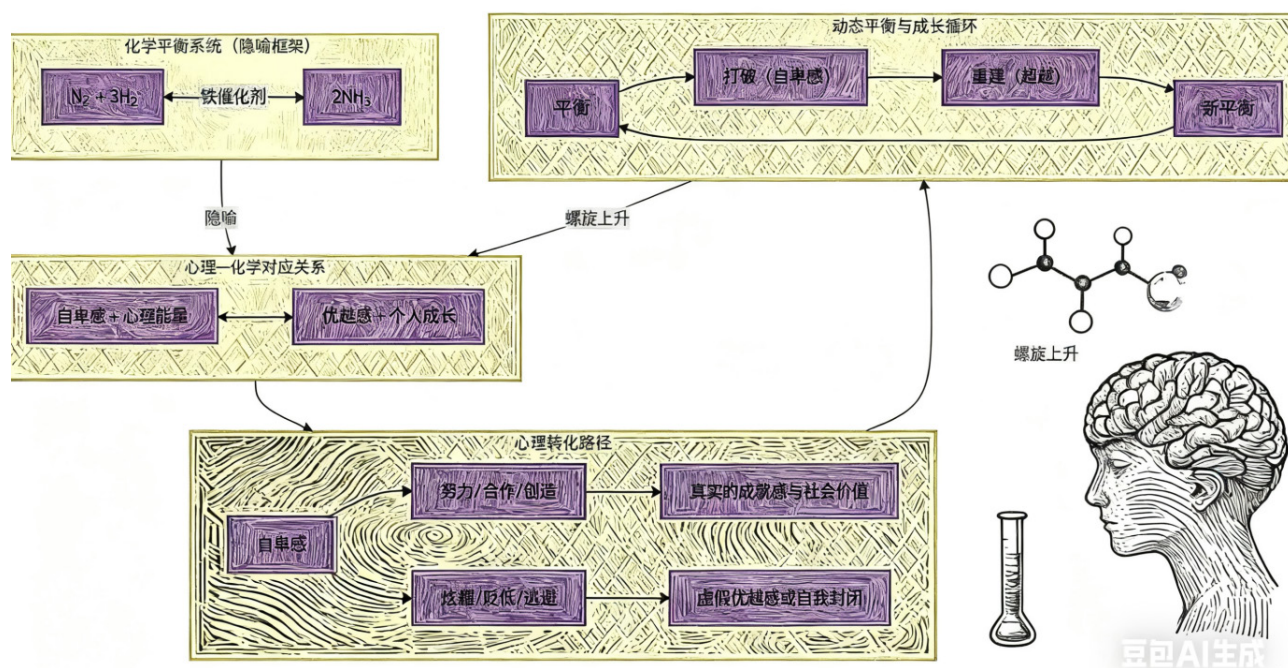 化学平衡系统（隐喻框架）
N₂ + 3H₂
铁催化剂
2NH₃
动态平衡与成长循环
平衡
打破（自卑感）
重建（超越）
新平衡
隐喻
螺旋上升
心理—化学对应关系
自卑感+心理能量
优越感+个人成长
螺旋上升
心理转化路径
自卑感
努力/合作/创造
真实的成就感与社会价值
炫耀/贬低/逃避
虚假优越感或自我封闭
豆包AI生成